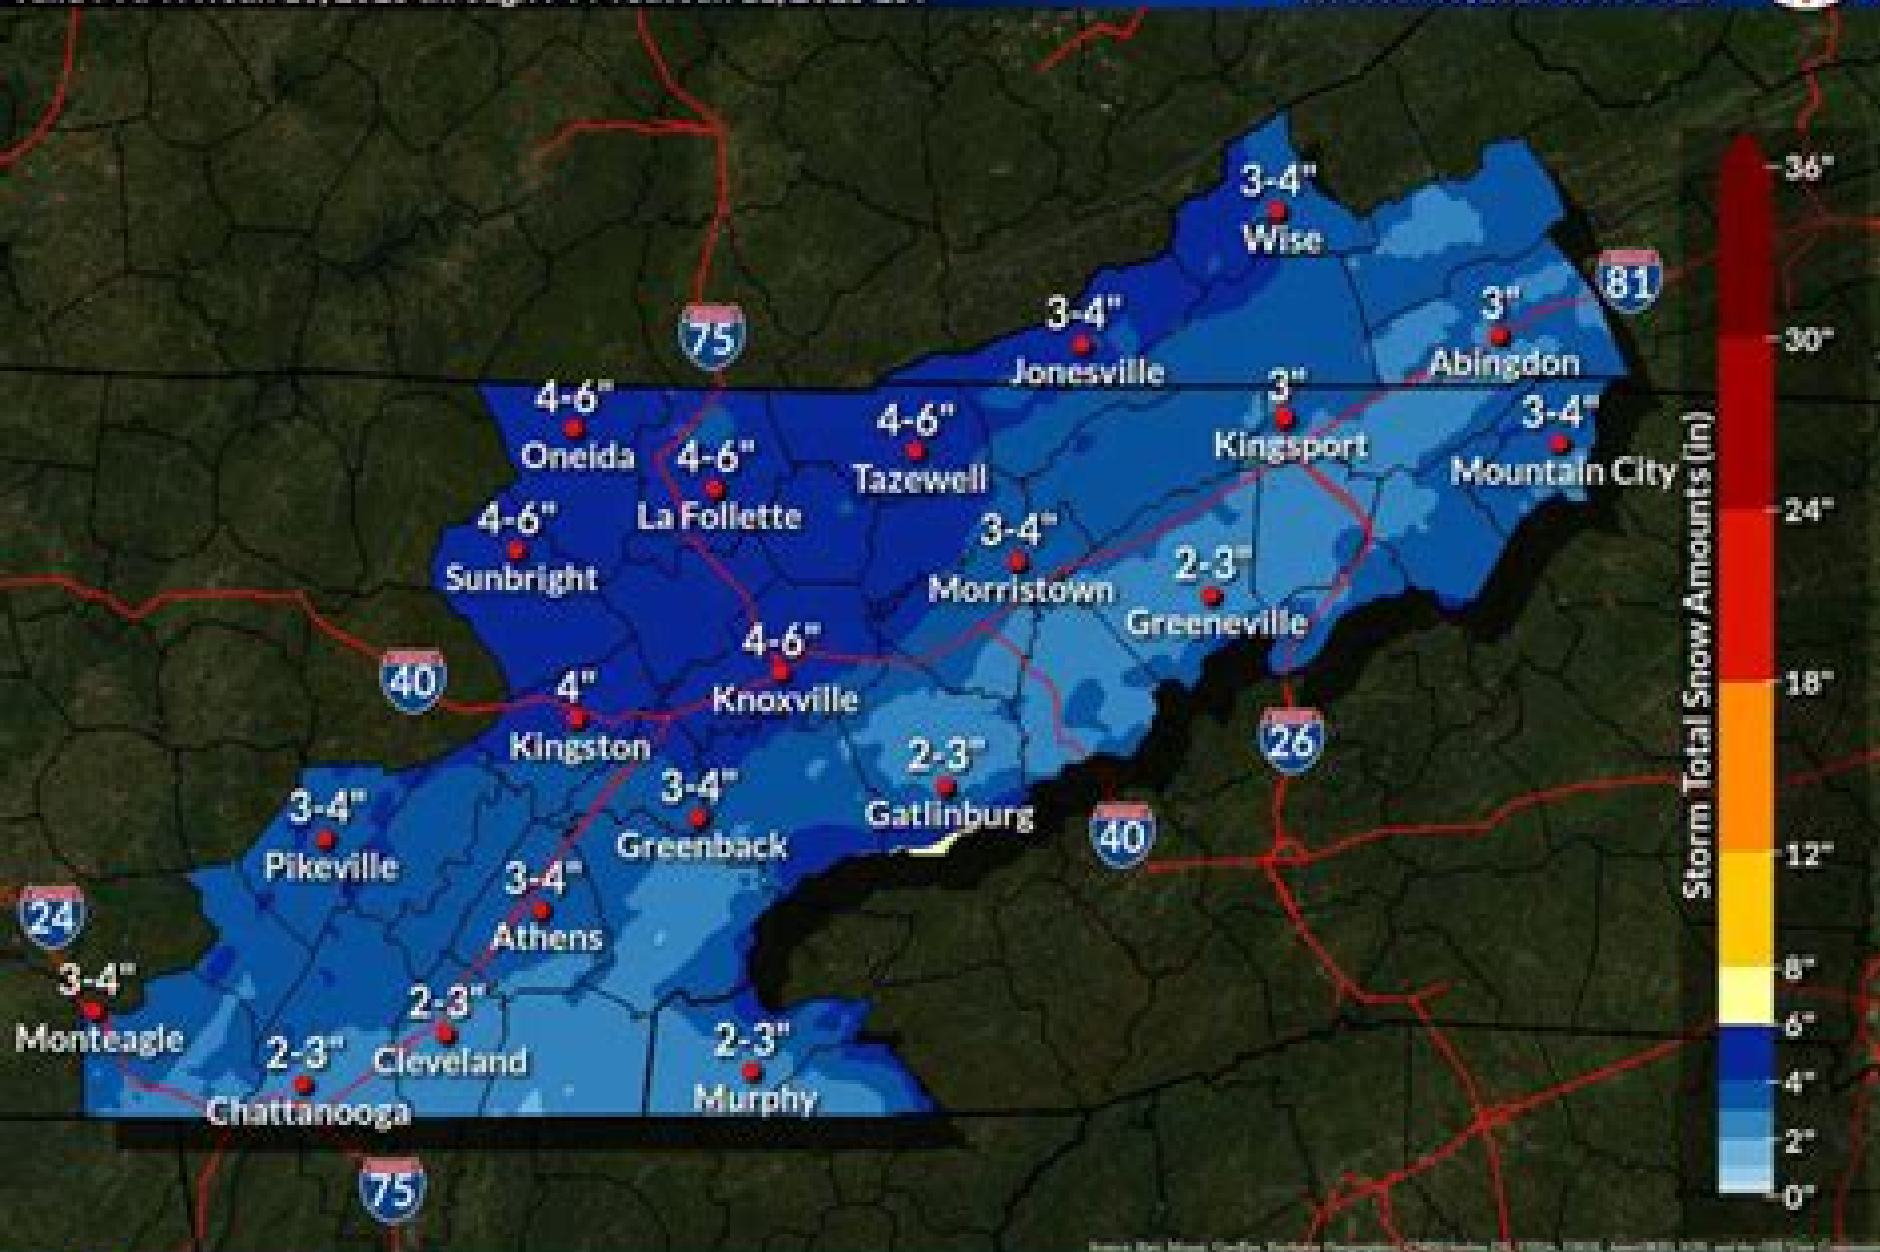 3-4"
Wise
81
36"
75
3-4"
Jonesville
3"
Abingdon
30"
4-6"
Oneida
4-6"
Tazewell
3"
Kingsport
3-4"
Mountain City
4-6"
La Follette
24"
4-6"
Sunbright
3-4"
Morristown
2-3"
Greeneville
Storm Total Snow Amounts (in)
40
4-6"
Knoxville
18"
4"
Kingston
26
2-3"
Gatlinburg
3-4"
Greenback
40
12"
3-4"
Pikeville
24
3-4"
Athens
8"
3-4"
Monteagle
2-3"
Cleveland
6"
2-3"
Chattanooga
2-3"
Murphy
4"
2"
75
0"